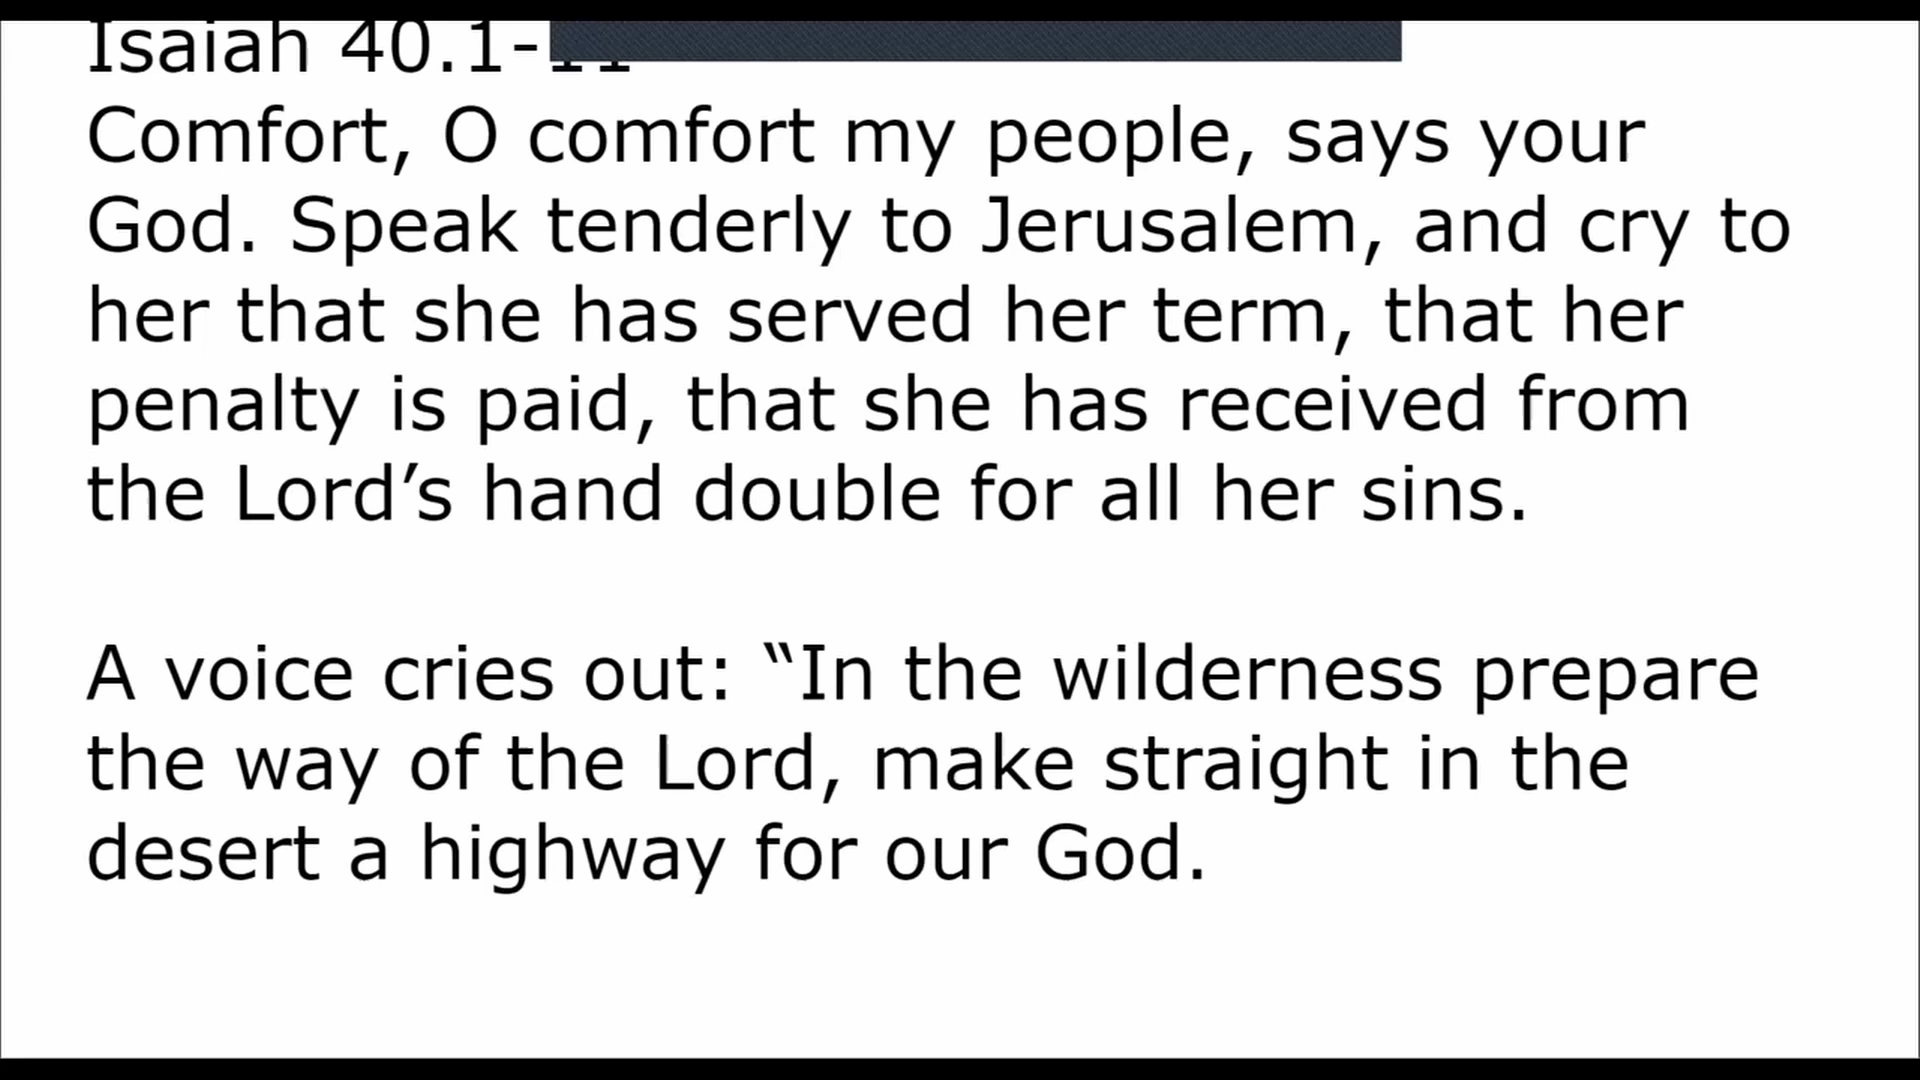 Isaiah 40.1-11
Comfort, O comfort my people, says your
God. Speak tenderly to Jerusalem, and cry to
her that she has served her term, that her
penalty is paid, that she has received from
the Lord’s hand double for all her sins.
A voice cries out: “In the wilderness prepare
the way of the Lord, make straight in the
desert a highway for our God.